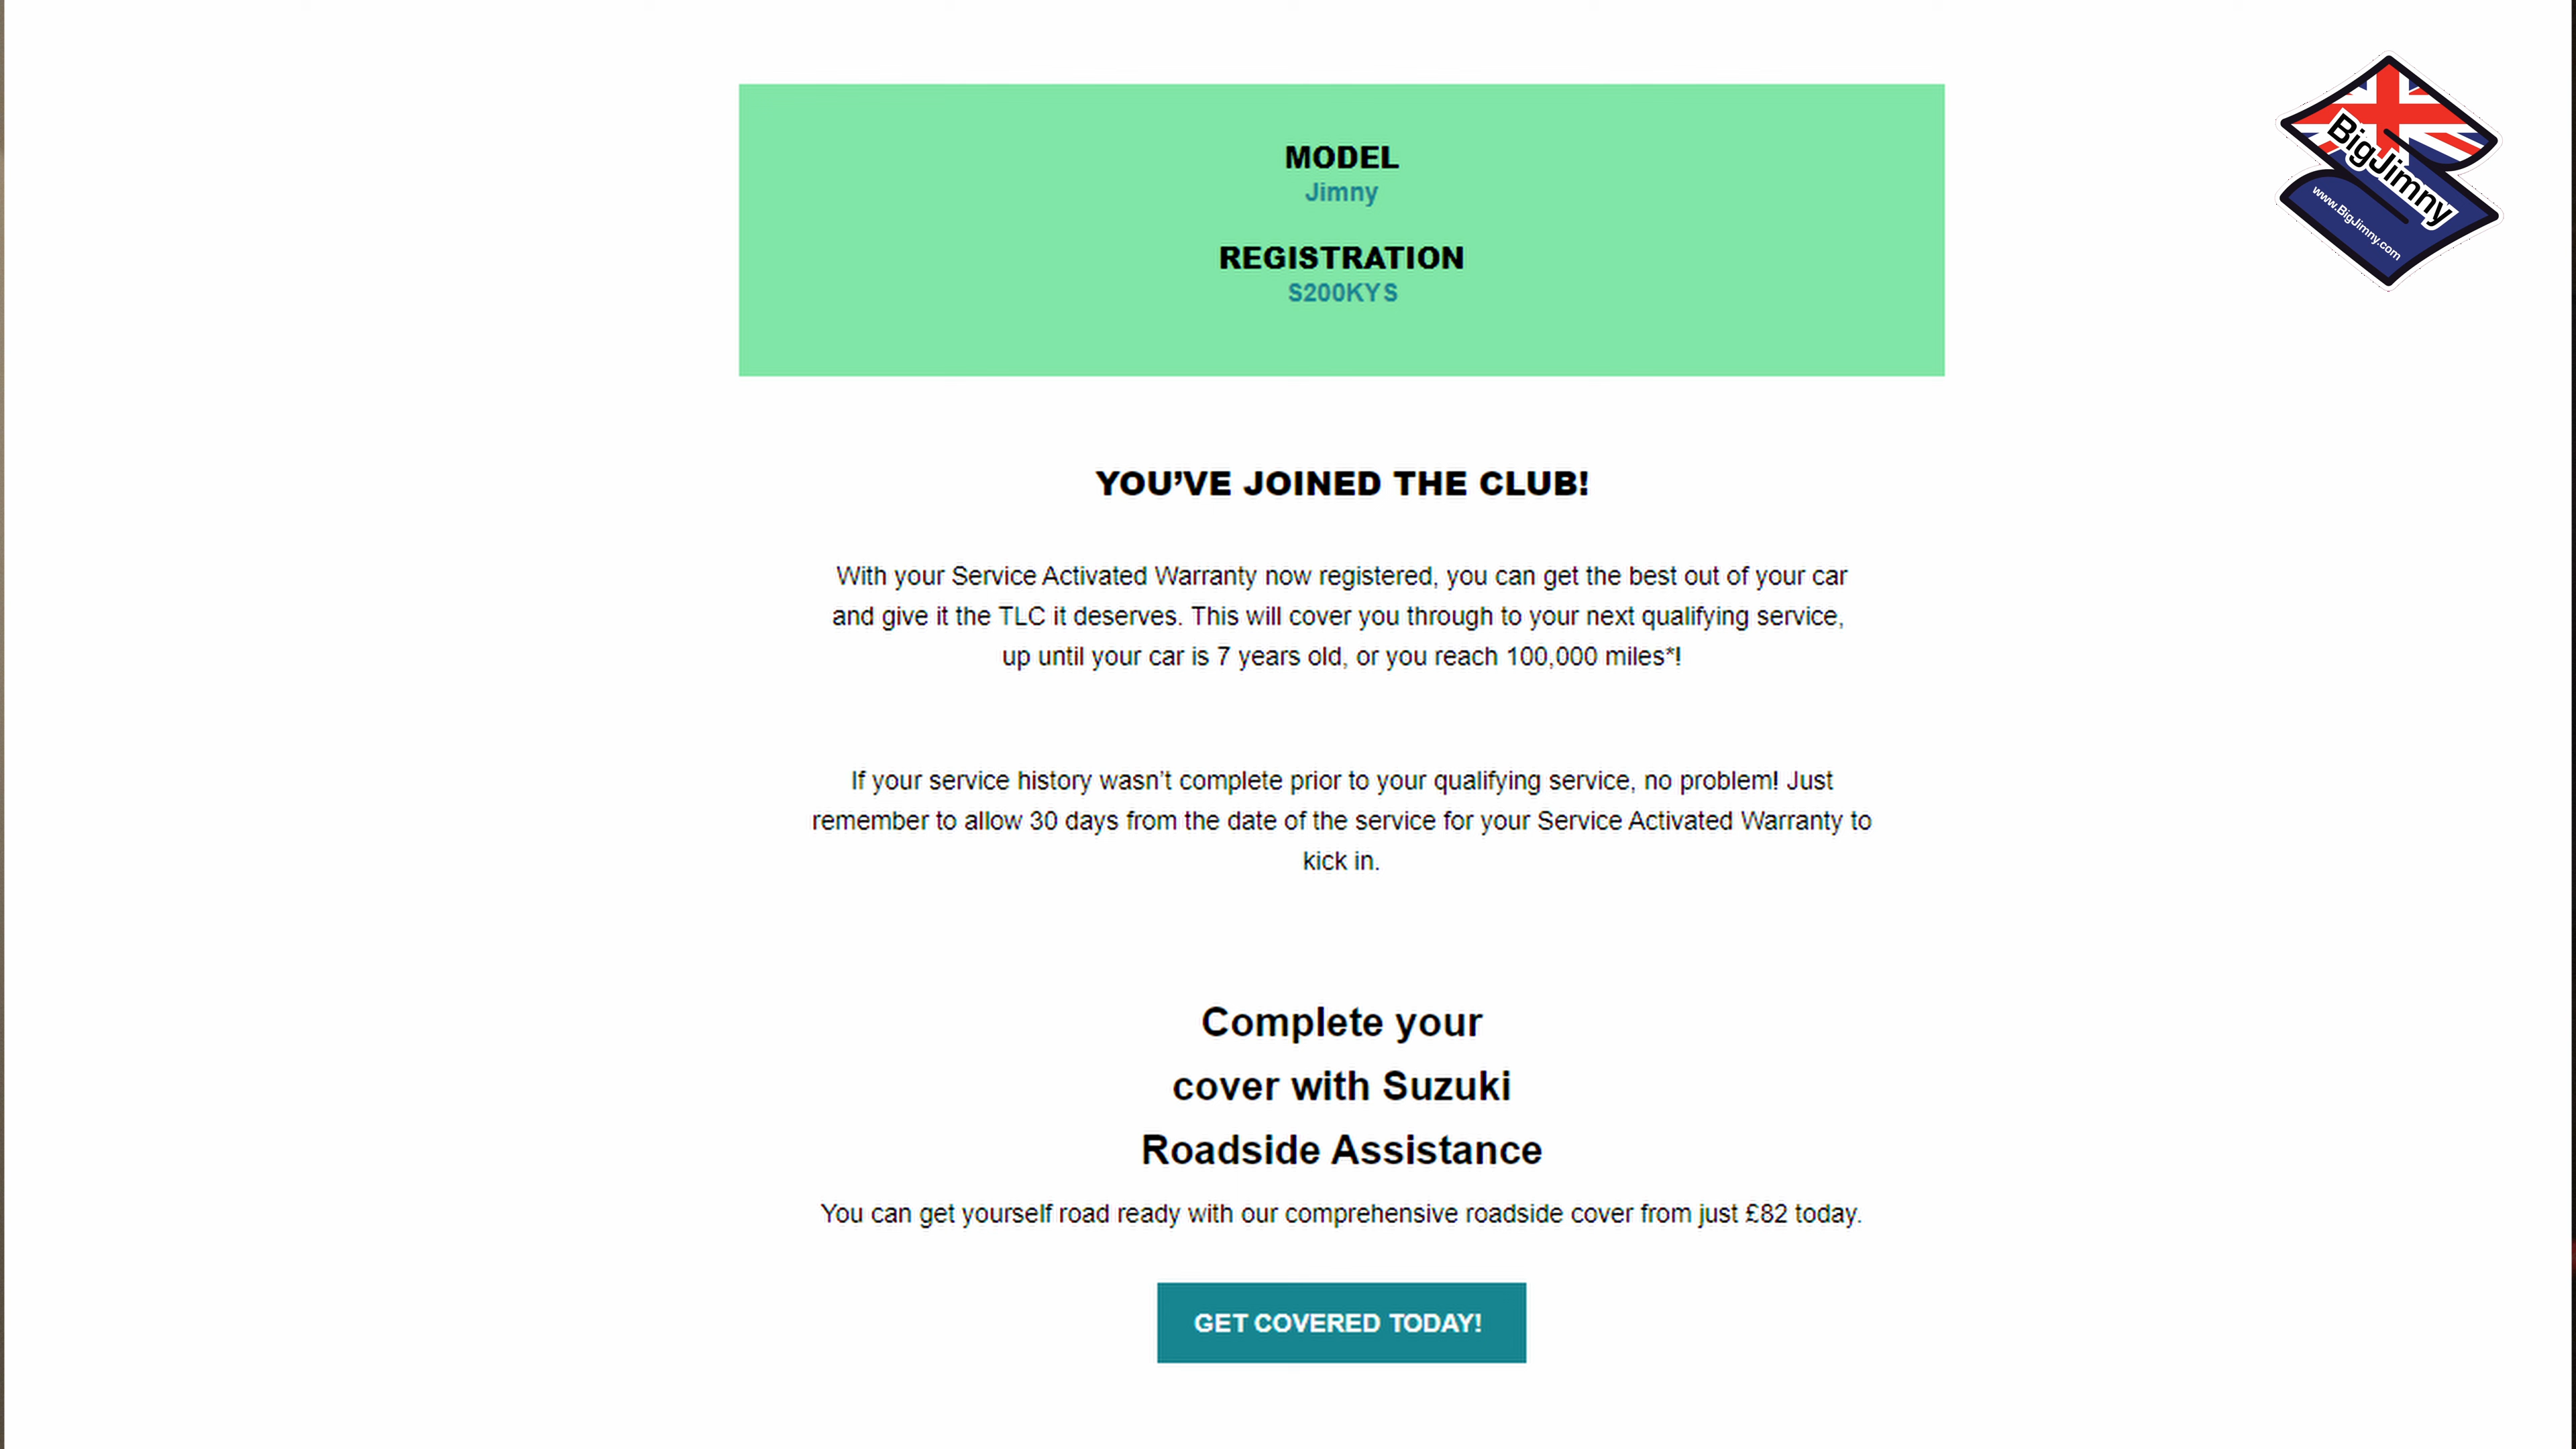 MODEL
Jimny
REGISTRATION
S200KYS
BigJimny
www.BigJimny.com
YOU’VE JOINED THE CLUB!
With your Service Activated Warranty now registered, you can get the best out of your car
and give it the TLC it deserves. This will cover you through to your next qualifying service,
up until your car is 7 years old, or you reach 100,000 miles*!
If your service history wasn’t complete prior to your qualifying service, no problem! Just
remember to allow 30 days from the date of the service for your Service Activated Warranty to
kick in.
Complete your
cover with Suzuki
Roadside Assistance
You can get yourself road ready with our comprehensive roadside cover from just £82 today.
GET COVERED TODAY!